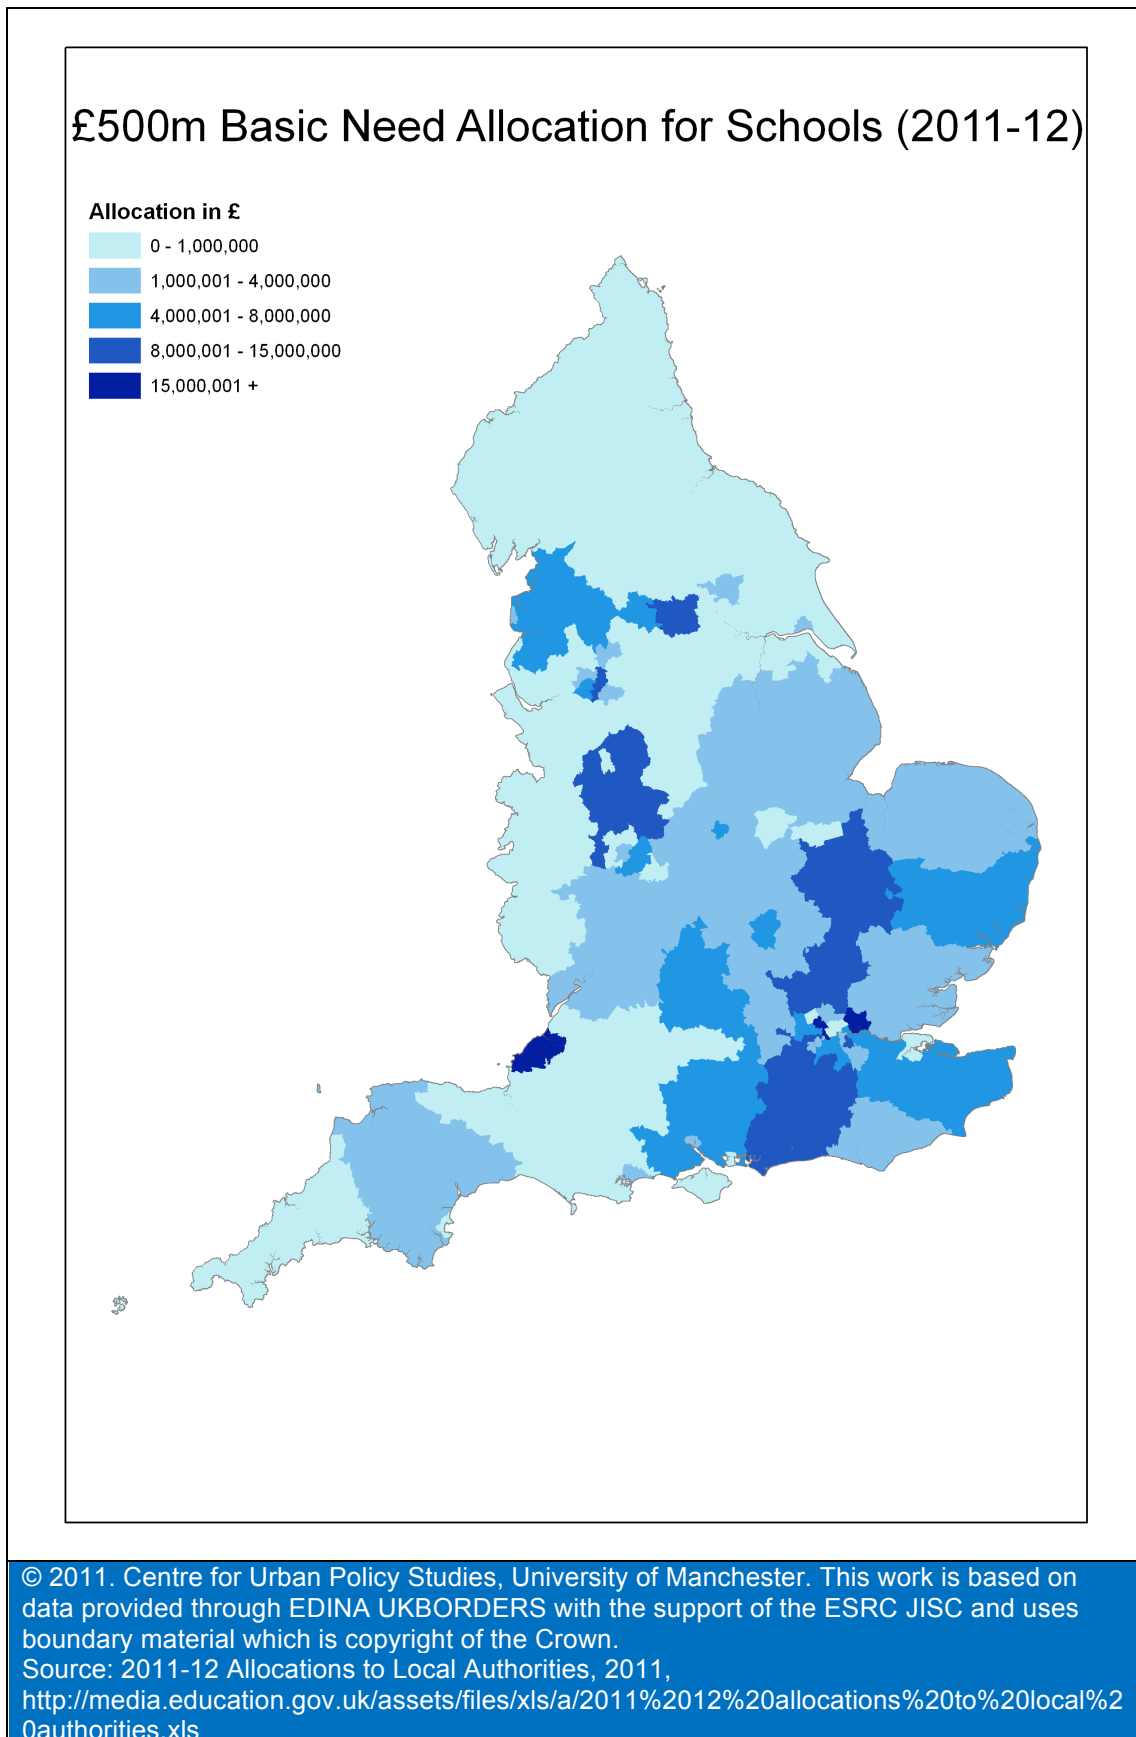 £500m Basic Need Allocation for Schools (2011-12)
Allocation in £
0 - 1,000,000
1,000,001 - 4,000,000
4,000,001 - 8,000,000
8,000,001 - 15,000,000
15,000,001 +
© 2011. Centre for Urban Policy Studies, University of Manchester. This work is based on
data provided through EDINA UKBORDERS with the support of the ESRC JISC and uses
boundary material which is copyright of the Crown.
Source: 2011-12 Allocations to Local Authorities, 2011,
http://media.education.gov.uk/assets/files/xls/a/2011%2012%20allocations%20to%20local%2
0authorities.xls